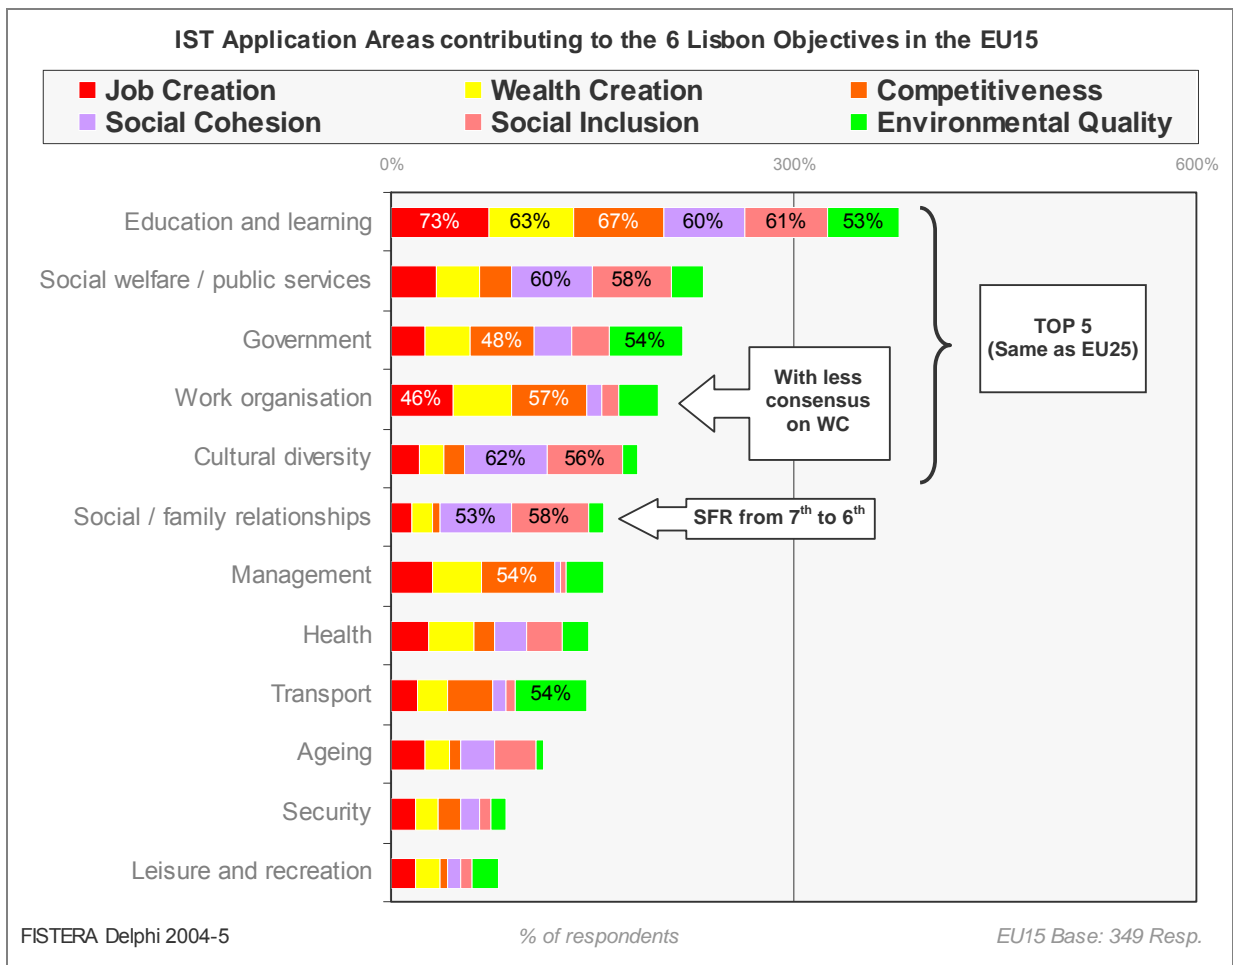 IST Application Areas contributing to the 6 Lisbon Objectives in the EU15
Job Creation
Wealth Creation
Competitiveness
Social Cohesion
Social Inclusion
Environmental Quality
0%
300%
600%
Education and learning
73%
63%
67%
60%
61%
53%
Social welfare / public services
60%
58%
Government
48%
54%
TOP 5
(Same as EU25)
Work organisation
46%
57%
With less
consensus
on WC
Cultural diversity
62%
56%
Social / family relationships
53%
58%
SFR from 7th to 6th
Management
54%
Health
Transport
54%
Ageing
Security
Leisure and recreation
FISTERA Delphi 2004-5
% of respondents
EU15 Base: 349 Resp.